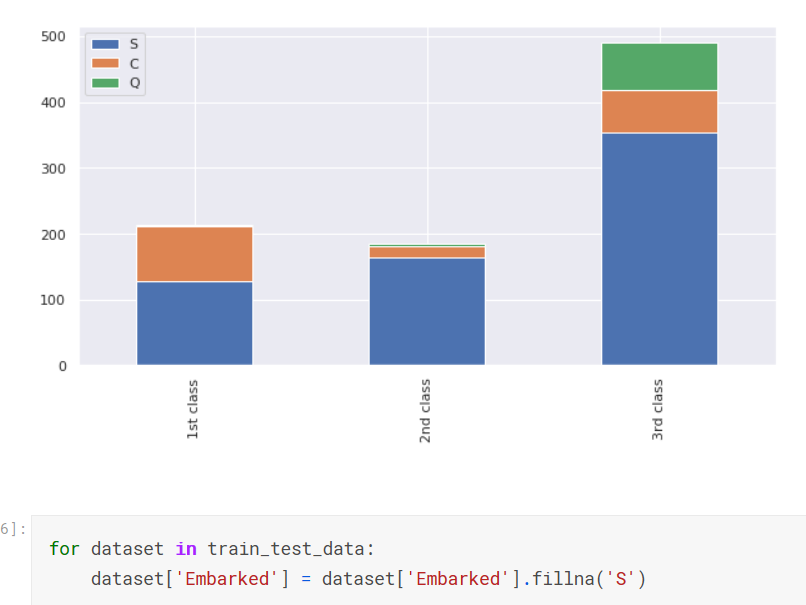 500
S
C
Q
400
300
200
100
0
1st class
2nd class
3rd class
6]:
for dataset in train_test_data:
    dataset['Embarked'] = dataset['Embarked'].fillna('S')